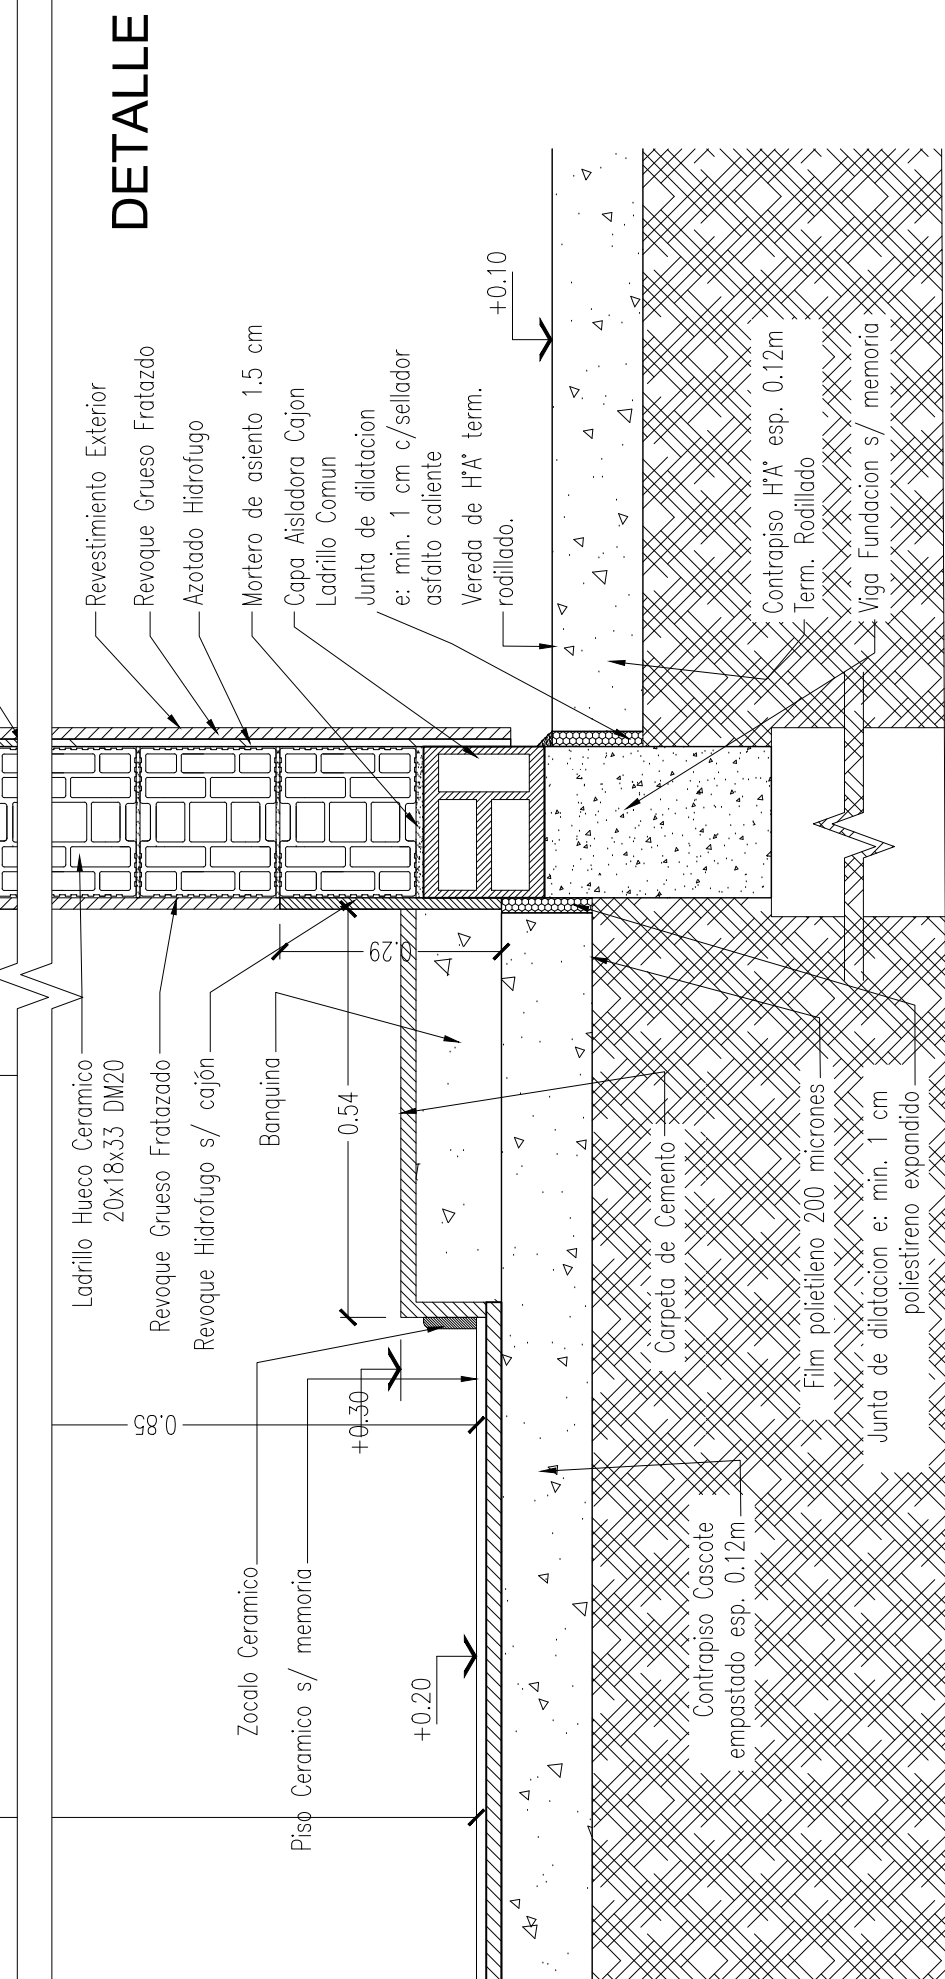 DETALLE
Revestimiento Exterior
Revoque Grueso Fratazdo
Azotado Hidrofugo
Mortero de asiento 1.5 cm
Capa Aisladora Cajon
Ladrillo Comun
Junta de dilatacion
e: min. 1 cm c/sellador
asfalto caliente
Vereda de H°A° term.
rodillado.
+0.10
Contrapiso H°A° esp. 0.12m
Term. Rodillado
Viga Fundacion s/ memoria
Ladrillo Hueco Ceramico
20x18x33 DM20
Revoque Grueso Fratazado
Revoque Hidrofugo s/ cajón
Banquina
0.29
0.54
0.85
+0.30
Zocalo Ceramico
Piso Ceramico s/ memoria
+0.20
Carpeta de Cemento
Film polietileno 200 micrones
Junta de dilatacion e: min. 1 cm
poliestireno expandido
Contrapiso Cascote
empastado esp. 0.12m